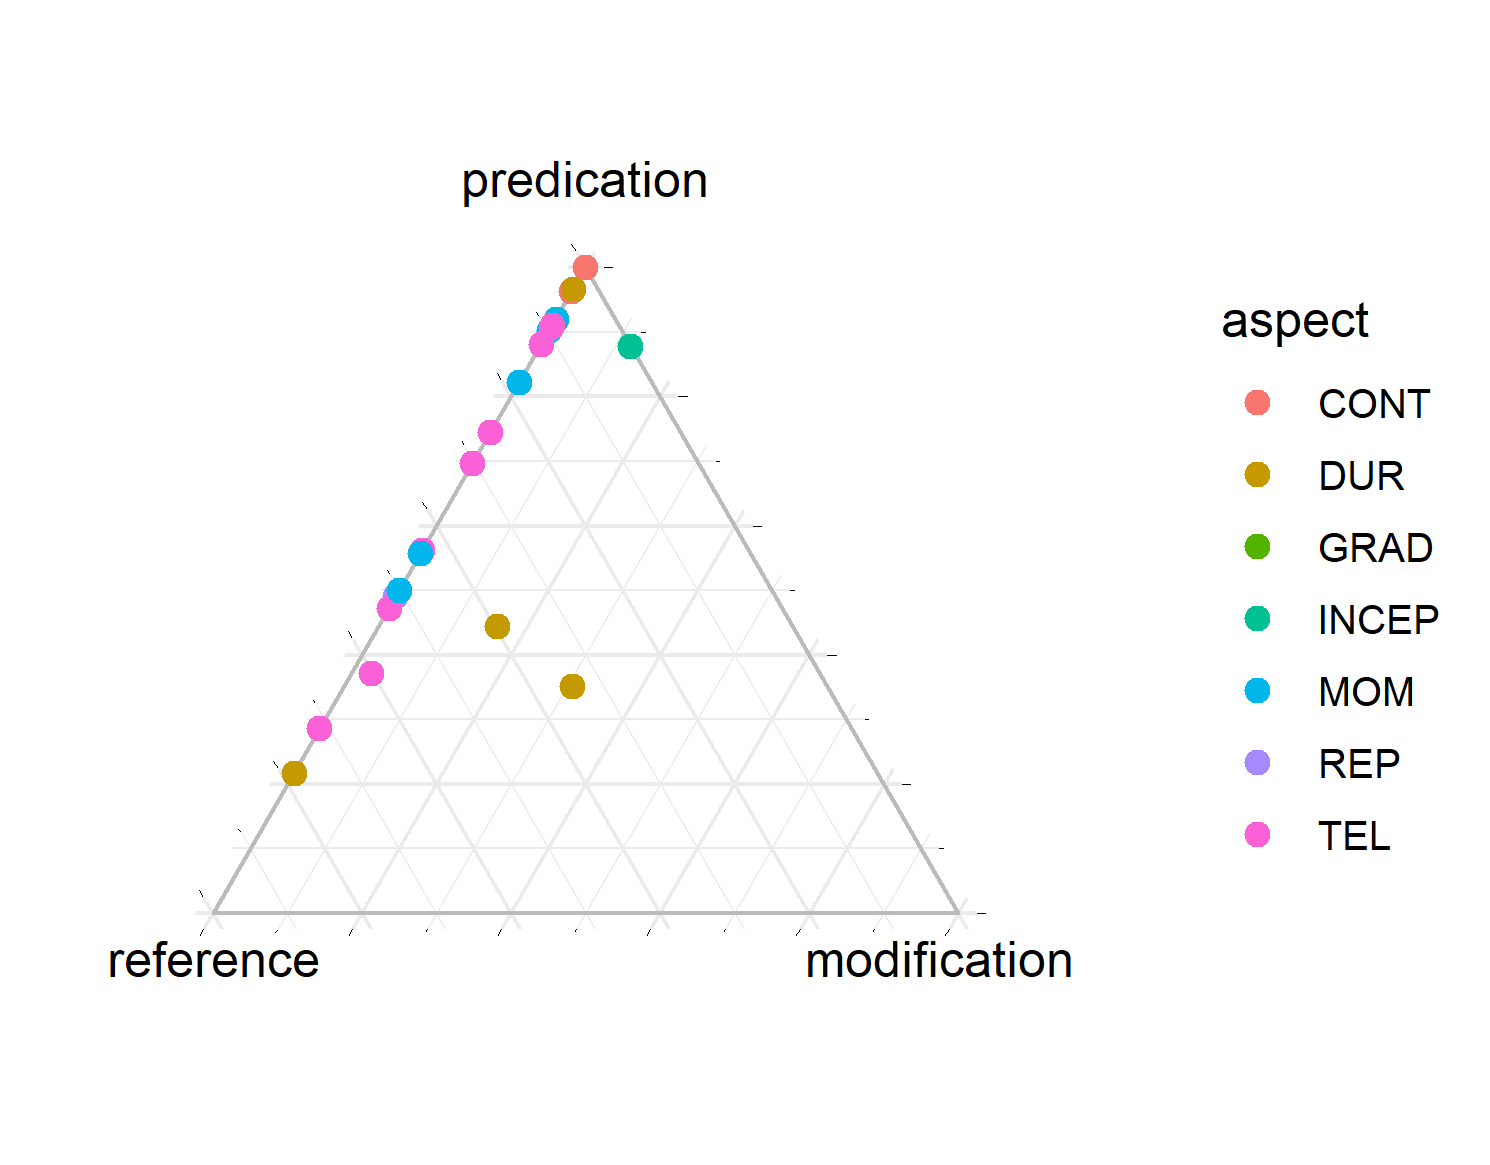 predication
reference
modification
aspect
CONT
DUR
GRAD
INCEP
MOM
REP
TEL